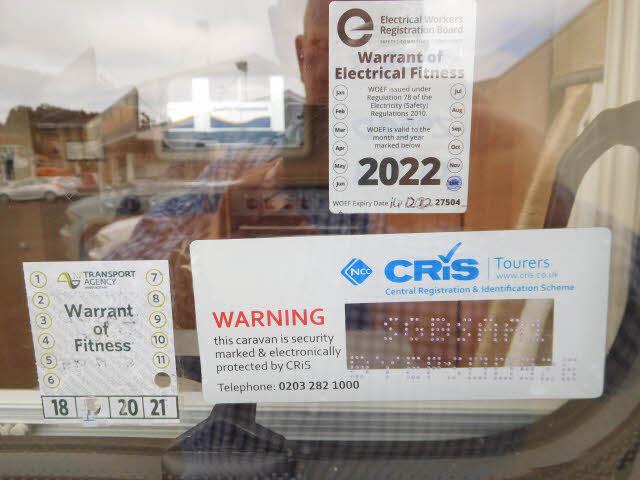 Electrical Workers
Registration Board
Warrant of
Electrical Fitness
WOEF issued under
Regulation 78 of the
Electricity (Safety)
Regulations 2010.
WOEF is valid to the
month and year
marked below
Jan
Feb
Mar
Apr
May
Jun
Jul
Aug
Sep
Oct
Nov
2022
WOEF Expiry Date
27504
TRANSPORT
AGENCY
Warrant
of
Fitness
1
2
3
4
5
6
7
8
9
10
11
18
20
21
NCC
CRiS
Tourers
www.cris.co.uk
Central Registration & Identification Scheme
WARNING
this caravan is security
marked & electronically
protected by CRiS
Telephone: 0203 282 1000